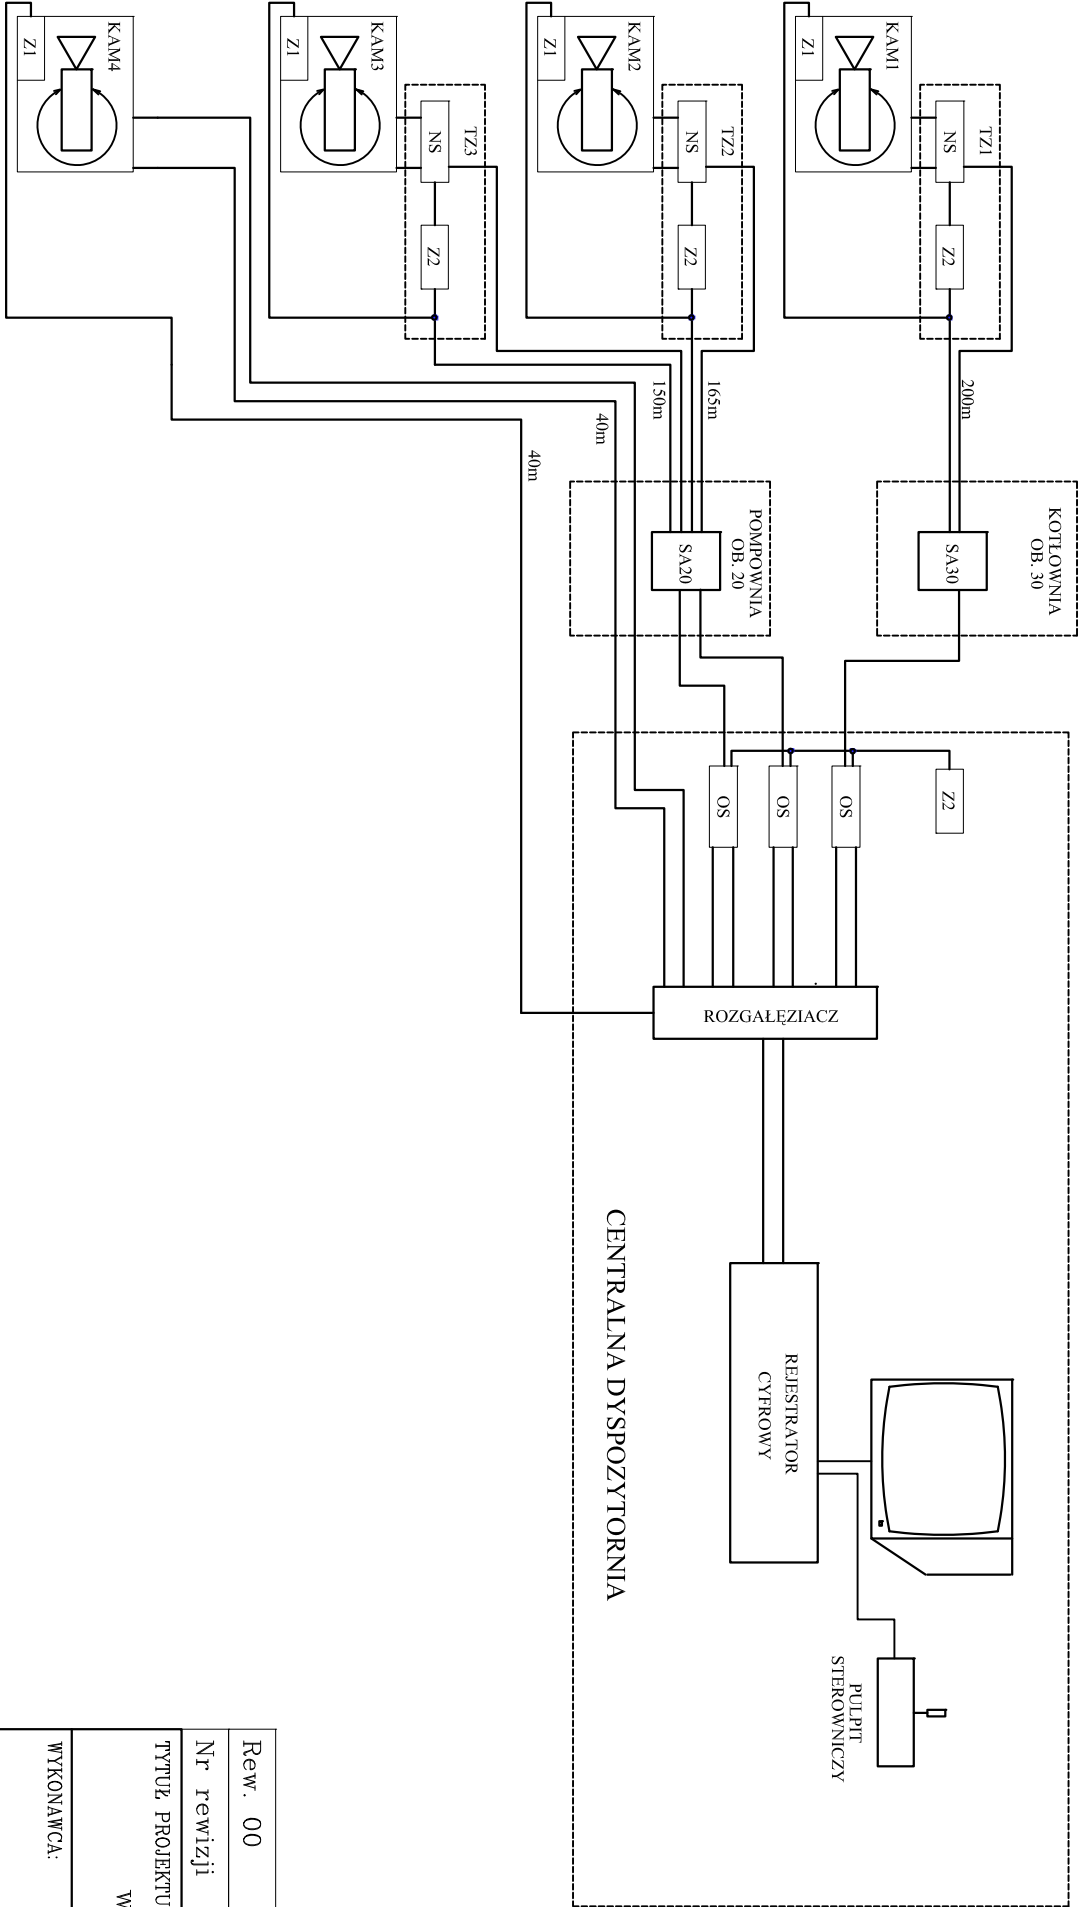 KAM1
Z1
TZ1
NS
Z2
200m
KOTŁOWNIA
OB. 30
SA30
KAM2
Z1
TZ2
NS
Z2
165m
POMPOWNIA
OB. 20
SA20
KAM3
Z1
TZ3
NS
Z2
150m
KAM4
Z1
40m
40m
Z2
OS
OS
OS
ROZGAŁĘZIACZ
REJESTRATOR
CYFROWY
PULPIT
STEROWNICZY
CENTRALNA DYSPOZYTORNIA
Rew. 00
Nr rewizji
TYTUŁ PROJEKTU
W
WYKONAWCA: